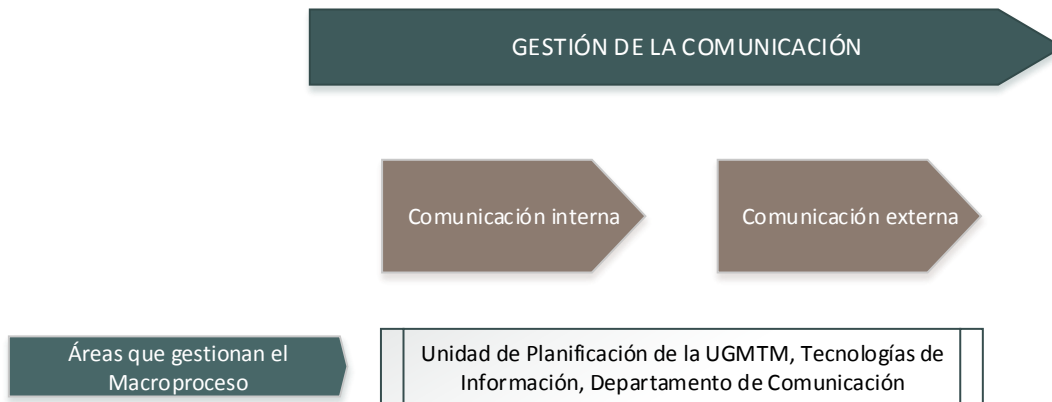 GESTIÓN DE LA COMUNICACIÓN
Comunicación interna
Comunicación externa
Áreas que gestionan el
Macroproceso
Unidad de Planificación de la UGMTM, Tecnologías de
Información, Departamento de Comunicación